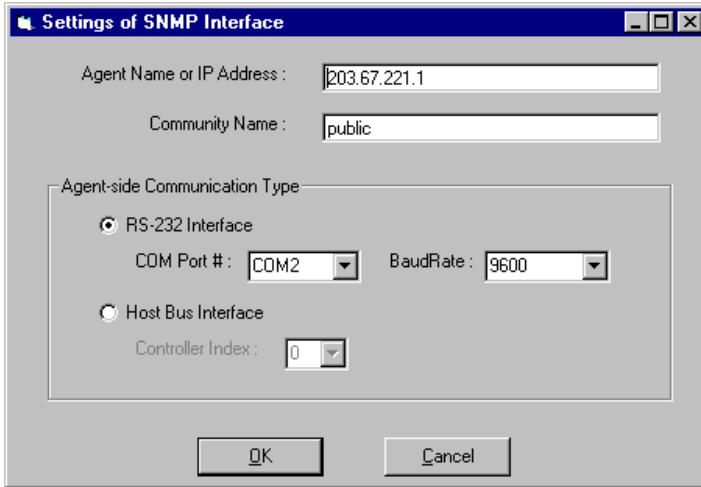 Settings of SNMP Interface
Agent Name or IP Address : 203.67.221.1
Community Name : public
Agent-side Communication Type
RS-232 Interface
COM Port # : COM2 BaudRate : 9600
Host Bus Interface
Controller Index : 0
OK Cancel